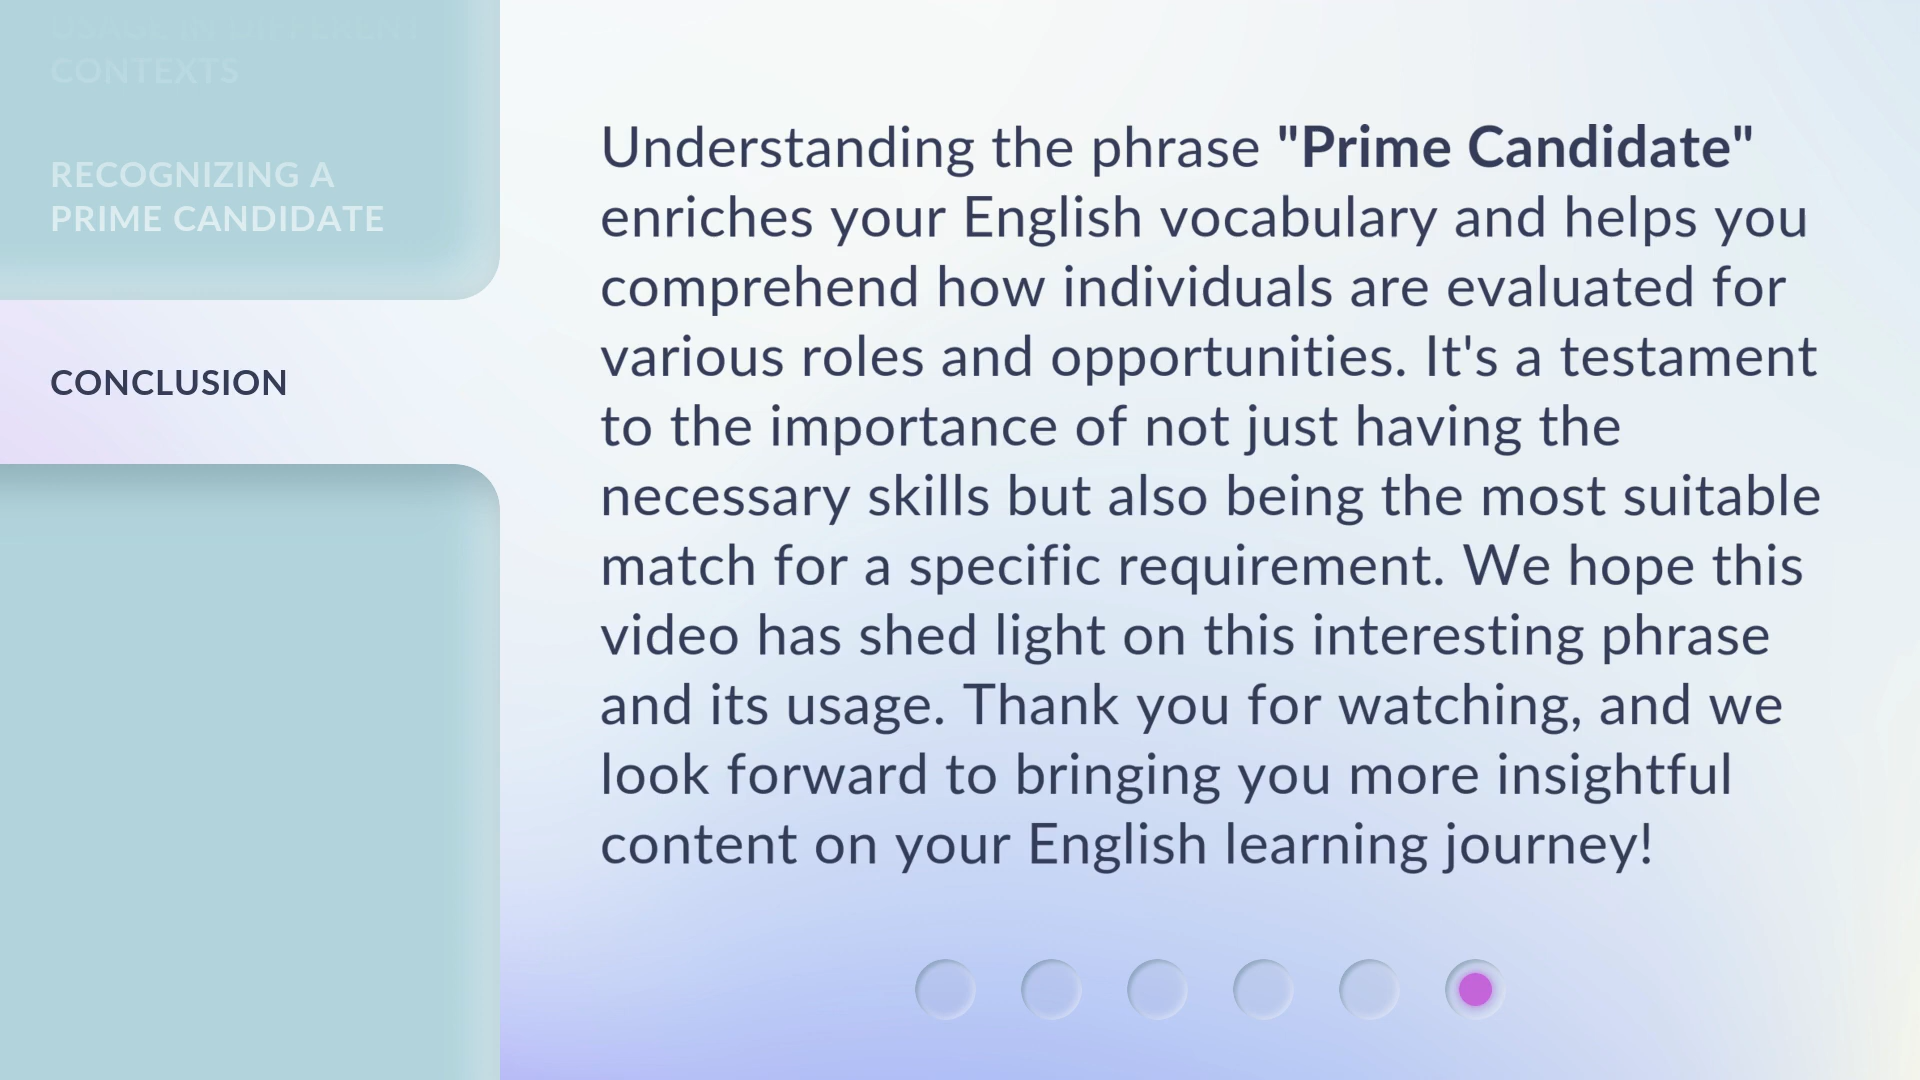 USAGE IN DIFFERENT
CONTEXTS
RECOGNIZING A
PRIME CANDIDATE
CONCLUSION
Understanding the phrase "Prime Candidate"
enriches your English vocabulary and helps you
comprehend how individuals are evaluated for
various roles and opportunities. It's a testament
to the importance of not just having the
necessary skills but also being the most suitable
match for a specific requirement. We hope this
video has shed light on this interesting phrase
and its usage. Thank you for watching, and we
look forward to bringing you more insightful
content on your English learning journey!